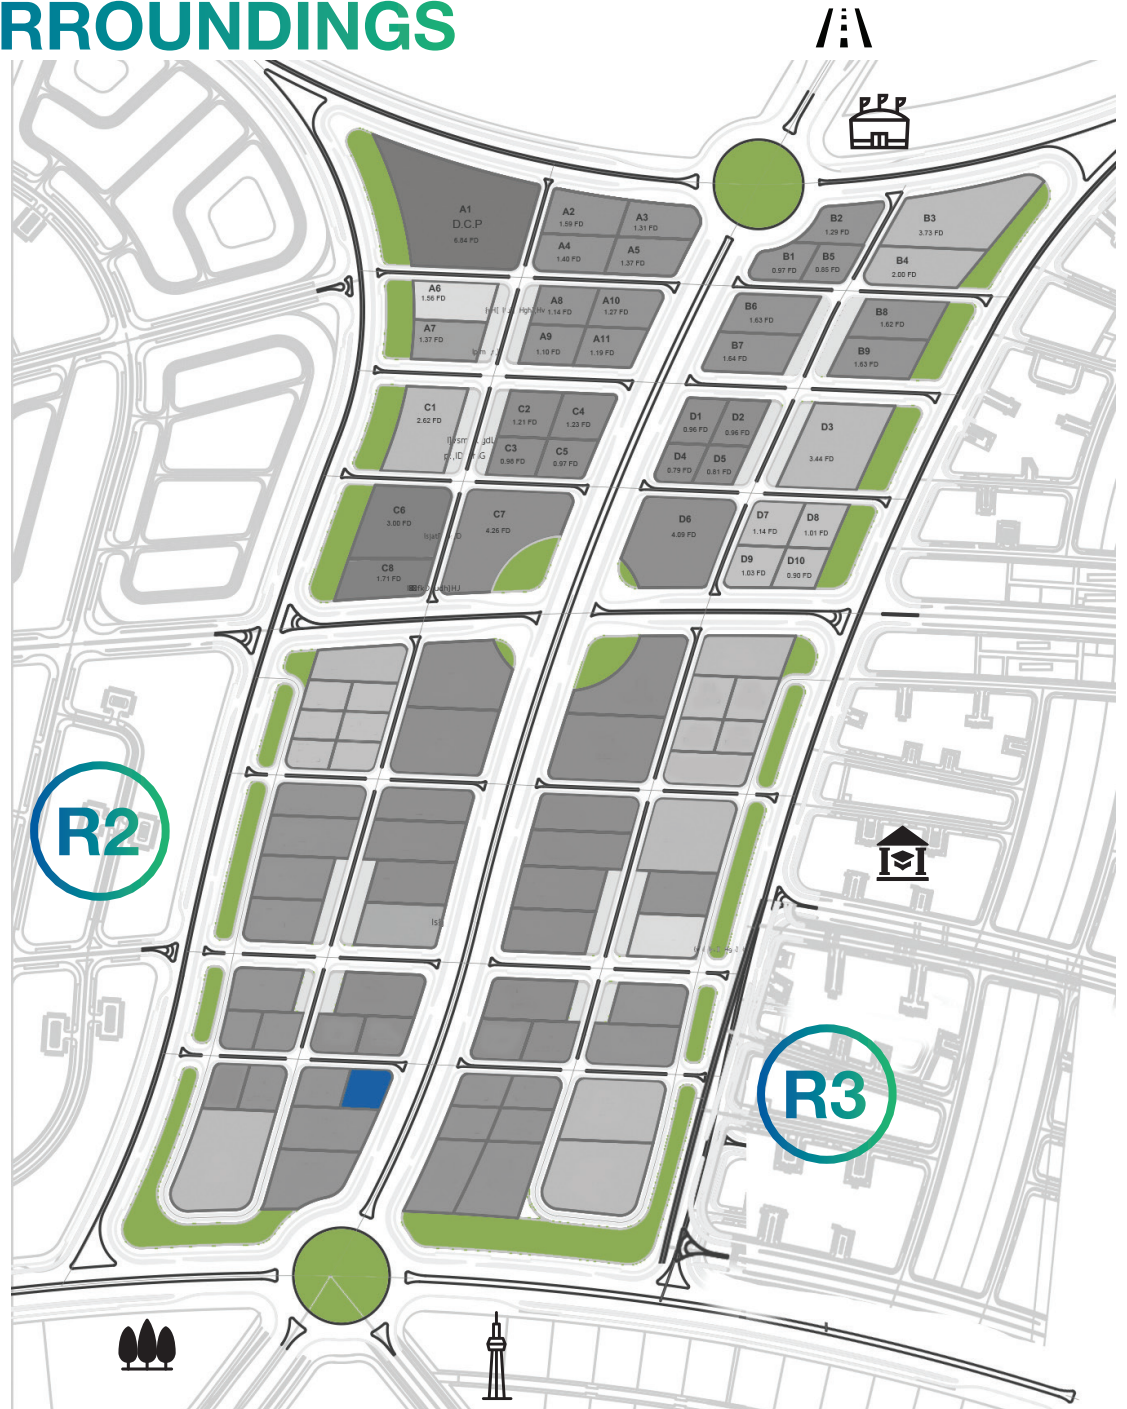 RROUNDINGS
A1
D.C.P
6.84 FD
A2
1.59 FD
A3
1.31 FD
A4
1.40 FD
A5
1.37 FD
B2
1.29 FD
B1
0.97 FD
B5
0.85 FD
B3
3.73 FD
B4
2.00 FD
A6
1.56 FD
A7
1.37 FD
A8
1.14 FD
A10
1.27 FD
A9
1.10 FD
A11
1.19 FD
B6
1.63 FD
B7
1.64 FD
B8
1.62 FD
B9
1.63 FD
C1
2.62 FD
C2
1.21 FD
C4
1.23 FD
C3
0.98 FD
C5
0.97 FD
D1
0.96 FD
D2
0.96 FD
D4
0.79 FD
D5
0.81 FD
D3
3.44 FD
C6
3.00 FD
C8
1.71 FD
C7
4.26 FD
D6
4.09 FD
D7
1.14 FD
D8
1.01 FD
D9
1.03 FD
D10
0.90 FD
R2
R3